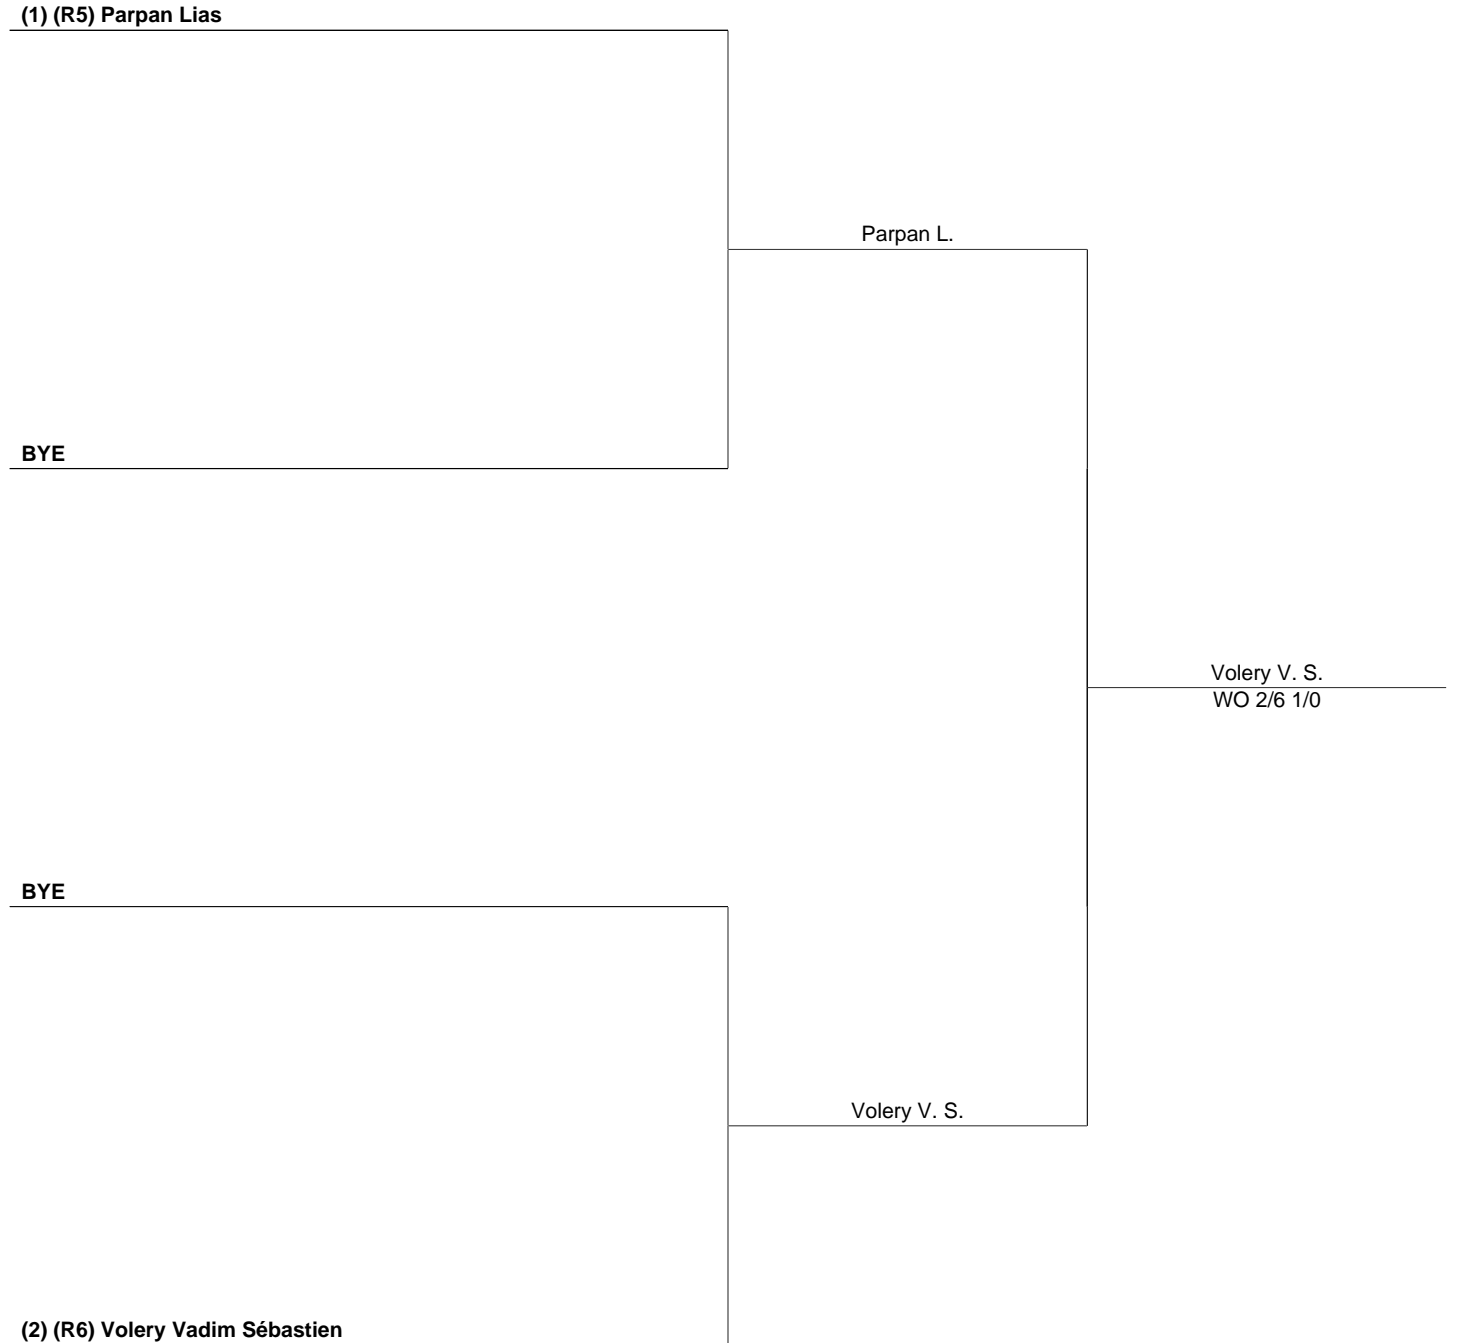 (1) (R5) Parpan Lias
Parpan L.
BYE
Volery V. S.
WO 2/6 1/0
BYE
Volery V. S.
(2) (R6) Volery Vadim Sébastien